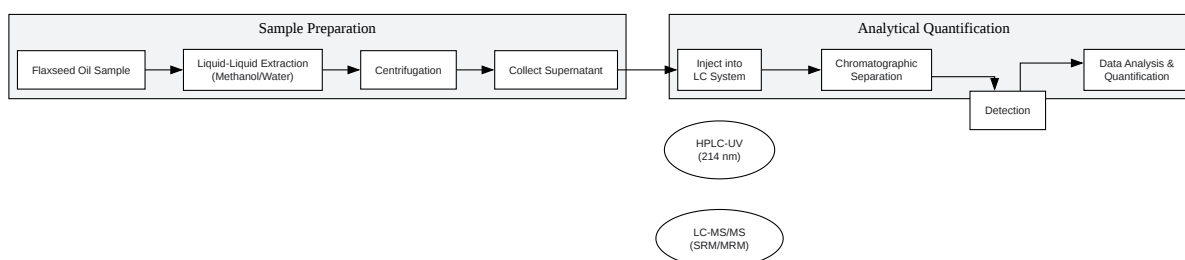 Sample Preparation
Flaxseed Oil Sample
Liquid-Liquid Extraction
(Methanol/Water)
Centrifugation
Collect Supernatant
Analytical Quantification
Inject into
LC System
Chromatographic
Separation
Detection
Data Analysis &
Quantification
HPLC-UV
(214 nm)
LC-MS/MS
(SRM/MRM)